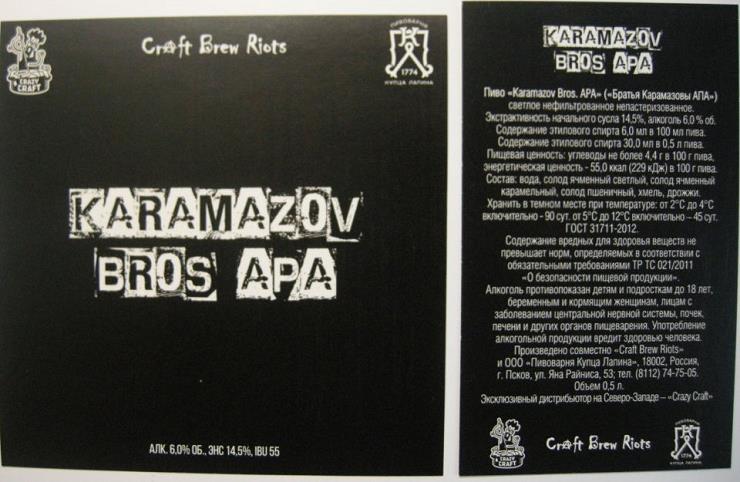 CRAZY CRAFT
Craft Brew Riots
ПИВОВАРНЯ
1774
КУПЦА ЛАПИНА
KARAMAZOV
BROS APA
АЛК. 6.0% ОБ., ЭНС 14,5%, IBU 55
KARAMAZOV
BROS APA
Пиво «Karamazov Bros. APA» («Братья Карамазовы АПА»)
светлое нефильтрованное непастеризованное.
Экстрактивность начального сусла 14,5%, алкоголь 6,0 % об.
Содержание этилового спирта 6,0 мл в 100 мл пива.
Содержание этилового спирта 30,0 мл в 0,5 л пива.
Пищевая ценность: углеводы не более 4,4 г в 100 г пива,
энергетическая ценность - 55,0 ккал (229 кДж) в 100 г пива.
Состав: вода, солод ячменный светлый, солод ячменный
карамельный, солод пшеничный, хмель, дрожжи.
Хранить в темном месте при температуре: от 2°С до 4°С
включительно - 90 сут. от 5°С до 12°С включительно – 45 сут.
ГОСТ 31711-2012.
Содержание вредных для здоровья веществ не
превышает норм, определяемых в соответствии с
обязательными требованиями ТР ТС 021/2011
«О безопасности пищевой продукции».
Алкоголь противопоказан детям и подросткам до 18 лет,
беременным и кормящим женщинам, лицам с
заболеванием центральной нервной системы, почек,
печени и других органов пищеварения. Употребление
алкогольной продукции вредит здоровью человека.
Произведено совместно «Craft Brew Riots»
и ООО «Пивоварня Купца Лапина», 18002, Россия,
г. Псков, ул. Яна Райниса, 53; тел. (8112) 74-75-05.
Объем 0,5 л.
Эксклюзивный дистрибьютор на Северо-Западе – «Crazy Craft»
CRAZY CRAFT
Craft Brew Riots
1774
КУПЦА ЛАПИНА